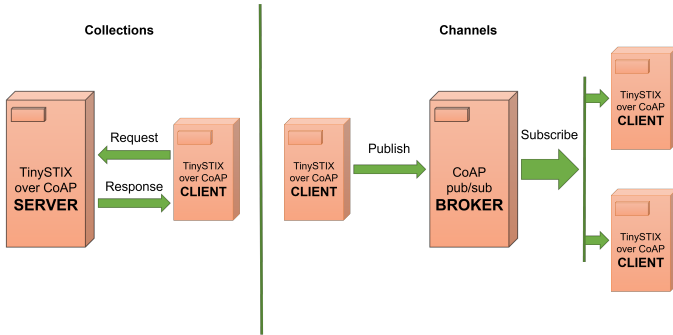 Collections
TinySTIX
over CoAP
SERVER
Request
Response
TinySTIX
over CoAP
CLIENT
Channels
TinySTIX
over CoAP
CLIENT
Publish
CoAP
pub/sub
BROKER
Subscribe
TinySTIX
over CoAP
CLIENT
TinySTIX
over CoAP
CLIENT